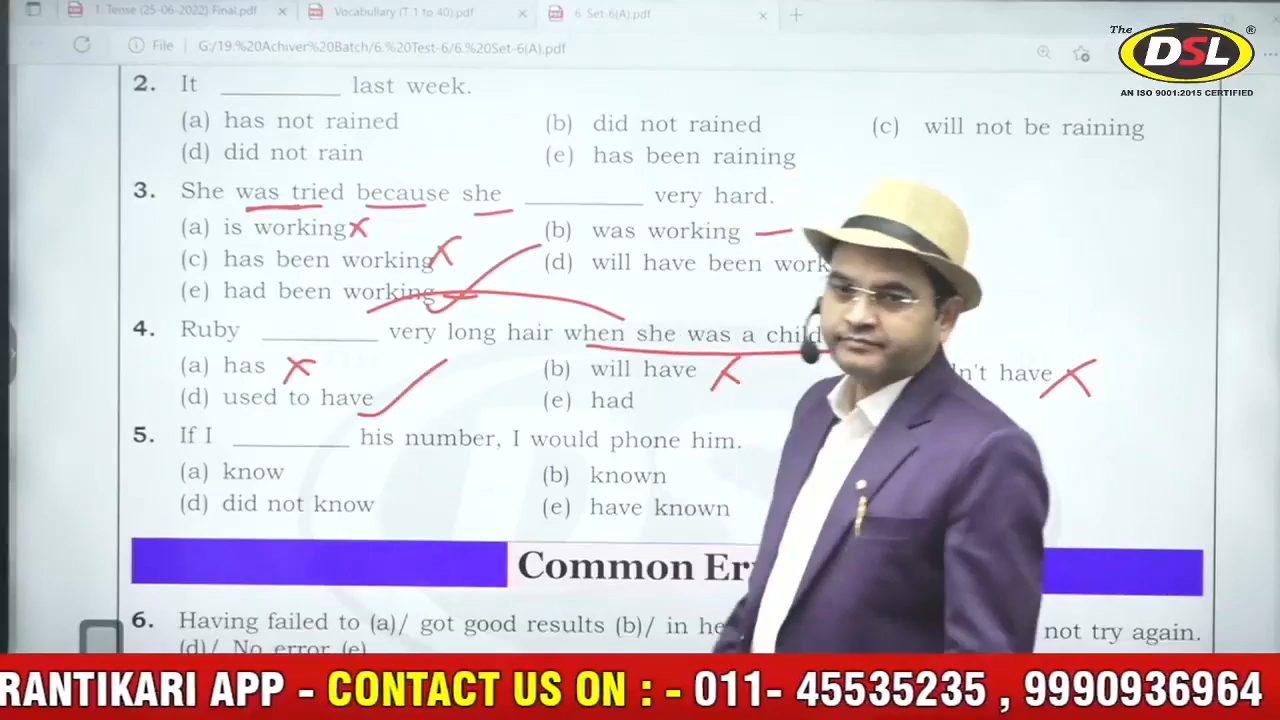 1. Tense (25-06-2022) Final.pdf
Vocabullary (T 1 to 40).pdf
6. Set-6(A).pdf
File
G:/19.%20Achiver%20Batch/6.%20Test-6/6.%20Set-6(A).pdf
The DSL ®
AN ISO 9001:2015 CERTIFIED
2. It __________ last week.
(a) has not rained (b) did not rained (c) will not be raining
(d) did not rain (e) has been raining
3. She was tried because she __________ very hard.
(a) is working (b) was working
(c) has been working (d) will have been work
(e) had been working
4. Ruby __________ very long hair when she was a child
(a) has (b) will have n't have
(d) used to have (e) had
5. If I __________ his number, I would phone him.
(a) know (b) known
(d) did not know (e) have known
Common Er
6. Having failed to (a)/ got good results (b)/ in he not try again.
(d)/ No error (e)
RANTIKARI APP - CONTACT US ON : - 011- 45535235 , 9990936964